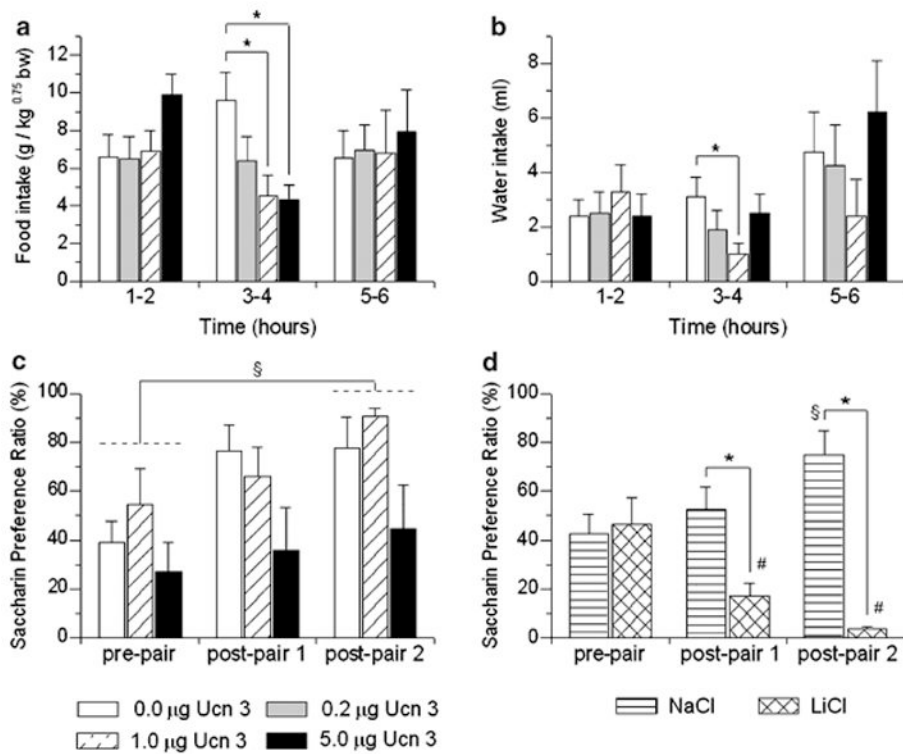 a
Food intake (g / kg 0.75 bw)
12
10
8
6
4
2
0
* 
*
1-2 3-4 5-6
Time (hours)
b
Water intake (ml)
8
6
4
2
0
*
1-2 3-4 5-6
Time (hours)
c
Saccharin Preference Ratio (%)
100
80
60
40
20
0
§
pre-pair post-pair 1 post-pair 2
0.0 µg Ucn 3 0.2 µg Ucn 3
1.0 µg Ucn 3 5.0 µg Ucn 3
d
Saccharin Preference Ratio (%)
100
80
60
40
20
0
§ *
*
#
#
pre-pair post-pair 1 post-pair 2
NaCl LiCl